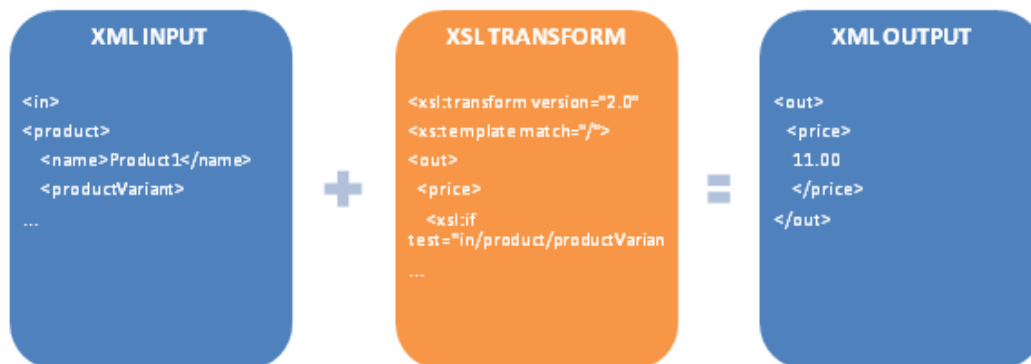 XML INPUT
<in>
<product>
<name>Product1</name>
<productVariant>
...
XSL TRANSFORM
<xsl:transform version="2.0"
<xs:template match="/">
<out>
<price>
<xsl:if
test="in/product/productVarian
...
XML OUTPUT
<out>
<price>
11.00
</price>
</out>